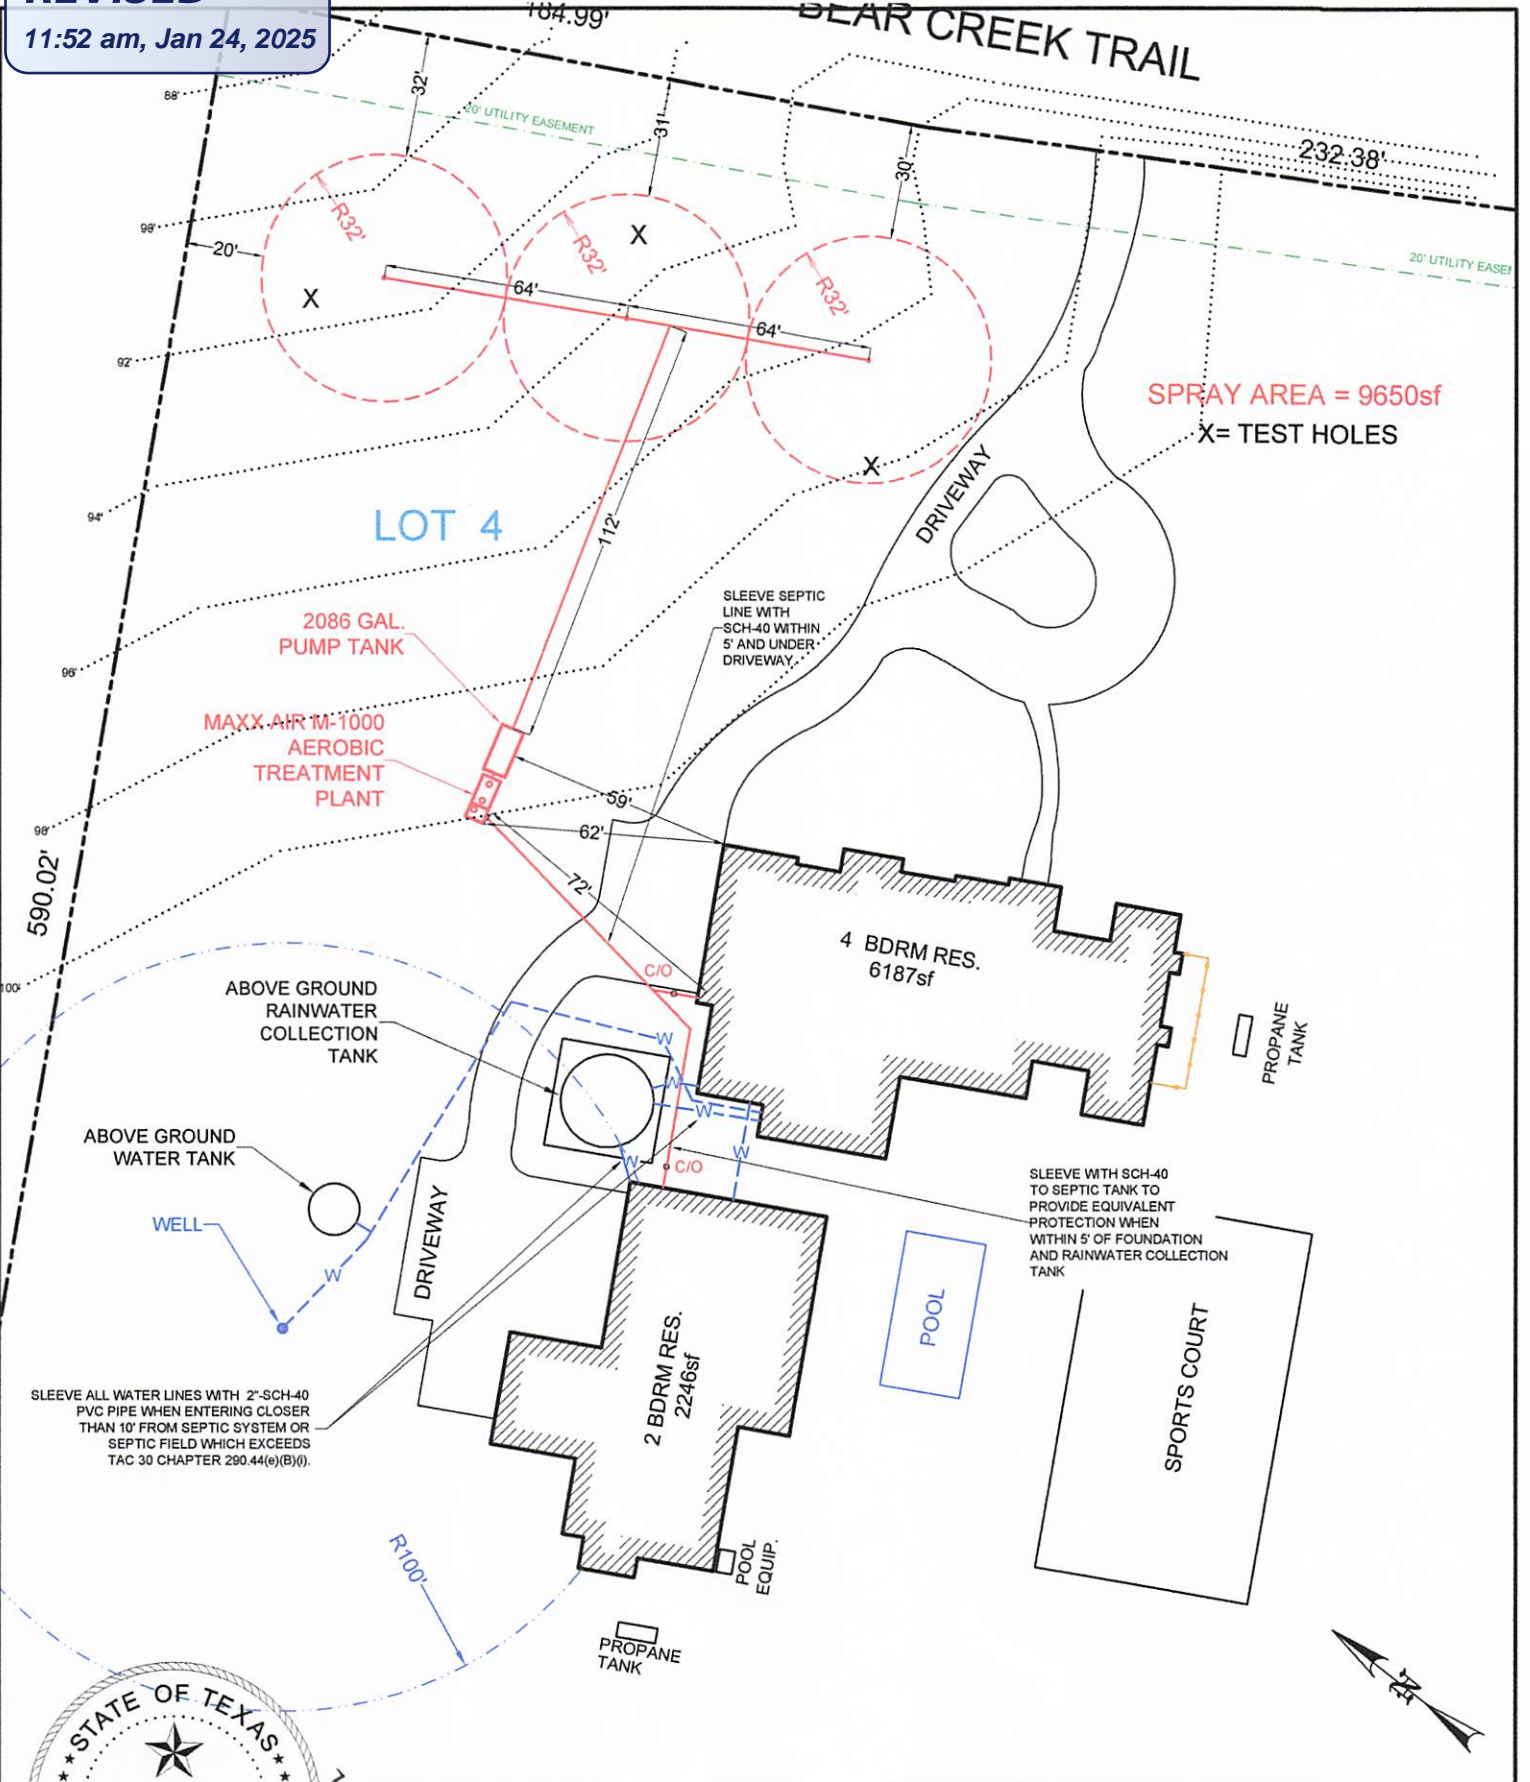 REVISED
11:52 am, Jan 24, 2025
184.99'
BEAR CREEK TRAIL
232.38'
32'
31'
30'
20' UTILITY EASEMENT
20' UTILITY EASEM
88'
90'
92'
94'
96'
98'
100'
20'
R32'
R32'
R32'
X
X
X
64'
64'
SPRAY AREA = 9650sf
X= TEST HOLES
DRIVEWAY
LOT 4
112'
SLEEVE SEPTIC
LINE WITH
SCH-40 WITHIN
5' AND UNDER
DRIVEWAY
2086 GAL.
PUMP TANK
MAXX AIR M-1000
AEROBIC
TREATMENT
PLANT
59'
62'
72'
590.02'
4 BDRM RES.
6187sf
C/O
ABOVE GROUND
RAINWATER
COLLECTION
TANK
PROPANE
TANK
W
W
W
W
W
W
C/O
ABOVE GROUND
WATER TANK
WELL
DRIVEWAY
SLEEVE WITH SCH-40
TO SEPTIC TANK TO
PROVIDE EQUIVALENT
PROTECTION WHEN
WITHIN 5' OF FOUNDATION
AND RAINWATER COLLECTION
TANK
POOL
SPORTS COURT
2 BDRM RES.
2246sf
SLEEVE ALL WATER LINES WITH 2"-SCH-40
PVC PIPE WHEN ENTERING CLOSER
THAN 10' FROM SEPTIC SYSTEM OR
SEPTIC FIELD WHICH EXCEEDS
TAC 30 CHAPTER 290.44(e)(B)(i).
R100'
POOL
EQUIP.
PROPANE
TANK
N
STATE OF TEXAS